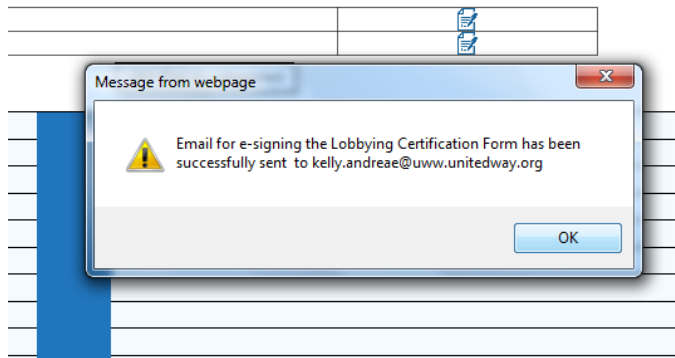 Message from webpage
Email for e-signing the Lobbying Certification Form has been
successfully sent  to kelly.andreae@uww.unitedway.org
OK